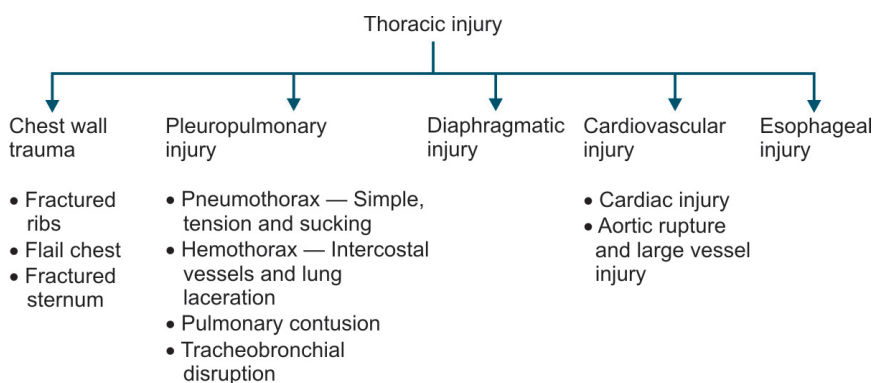 Thoracic injury
Chest wall
trauma
• Fractured
ribs
• Flail chest
• Fractured
sternum
Pleuropulmonary
injury
• Pneumothorax — Simple,
tension and sucking
• Hemothorax — Intercostal
vessels and lung
laceration
• Pulmonary contusion
• Tracheobronchial
disruption
Diaphragmatic
injury
Cardiovascular
injury
• Cardiac injury
• Aortic rupture
and large vessel
injury
Esophageal
injury